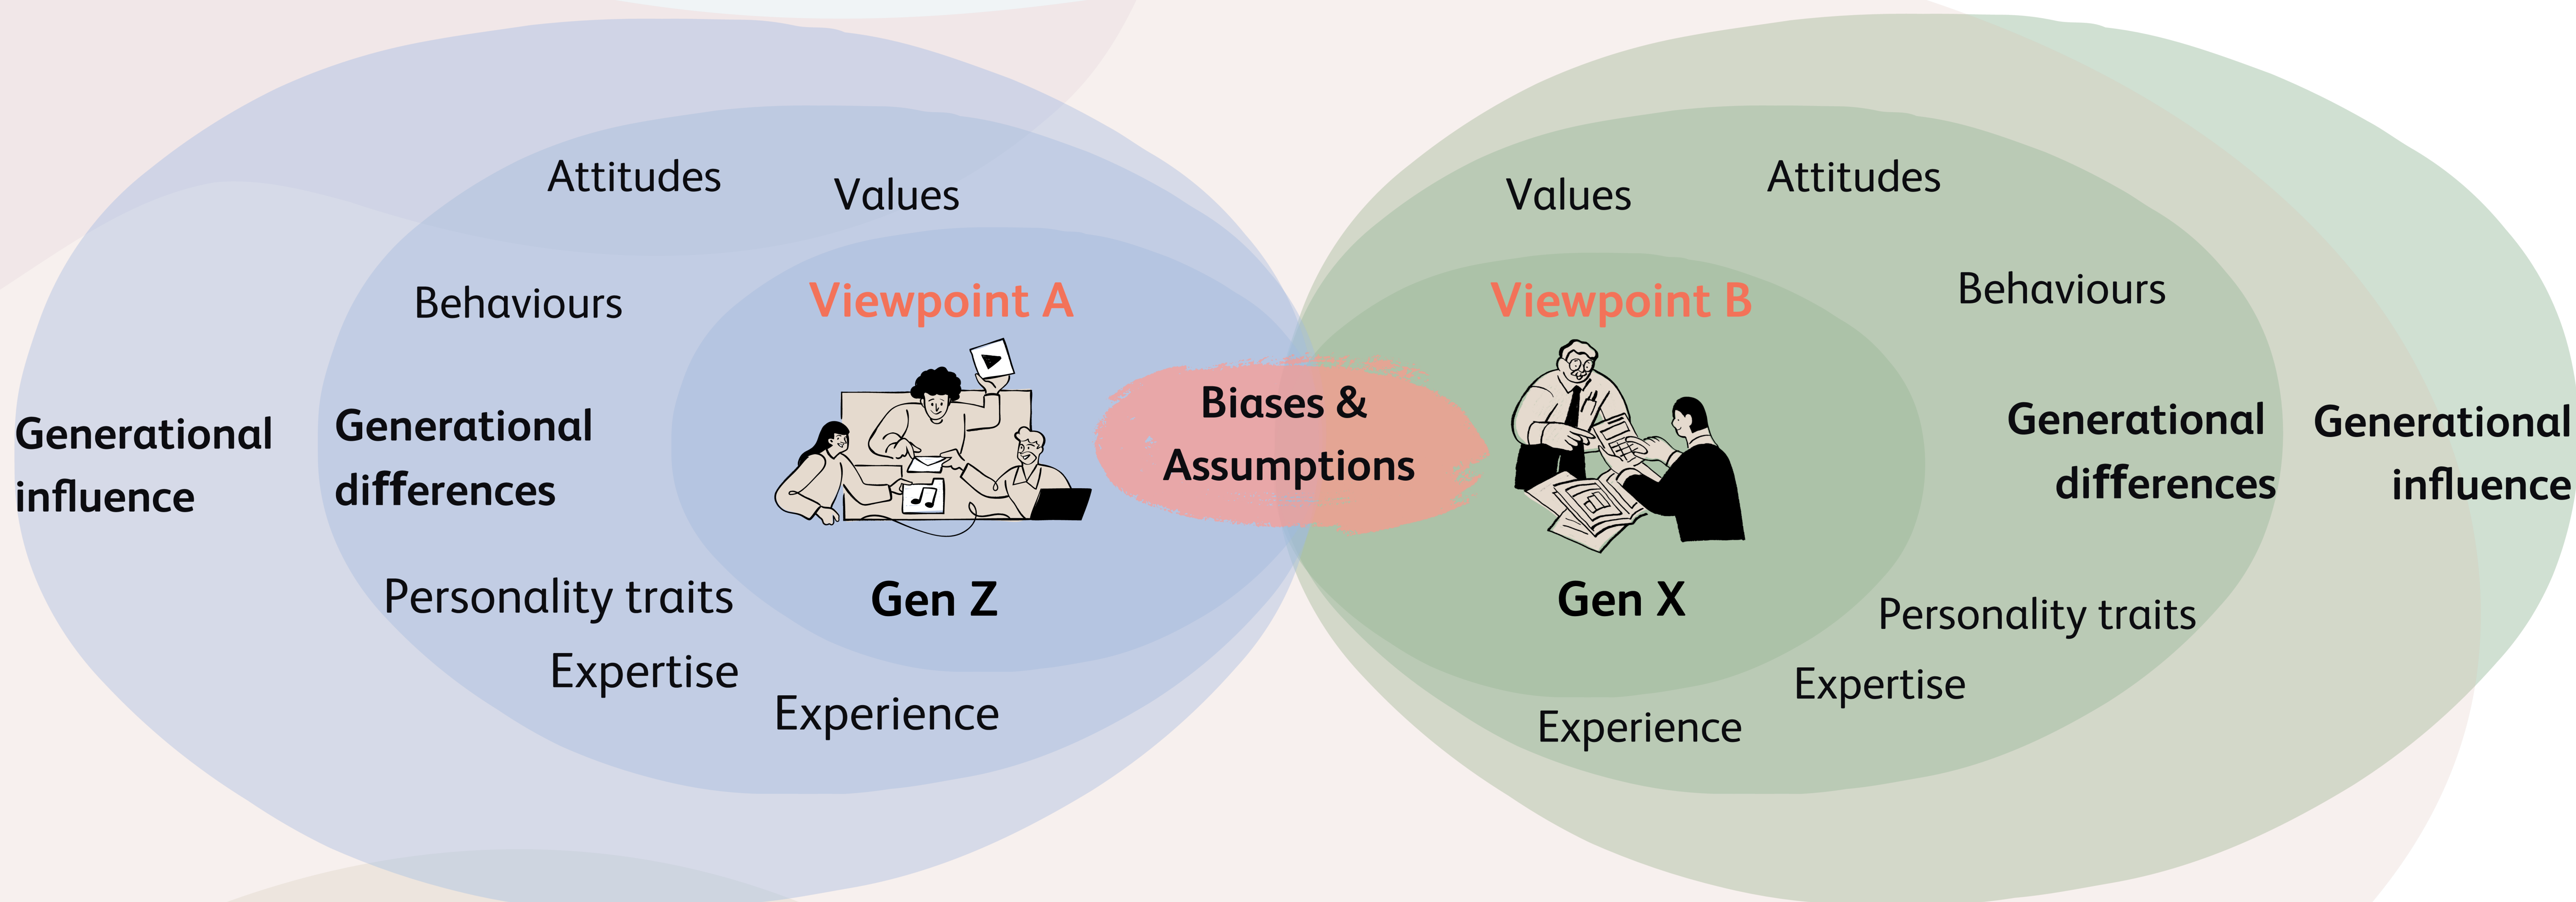 Attitudes
Values
Behaviours
Viewpoint A
Generational
influence
Generational
differences
Personality traits
Gen Z
Expertise
Experience
Biases &
Assumptions
Values
Attitudes
Viewpoint B
Behaviours
Generational
differences
Generational
influence
Gen X
Personality traits
Expertise
Experience